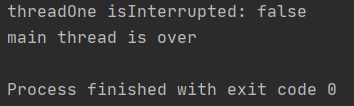 threadOne isInterrupted: false
main thread is over
Process finished with exit code 0